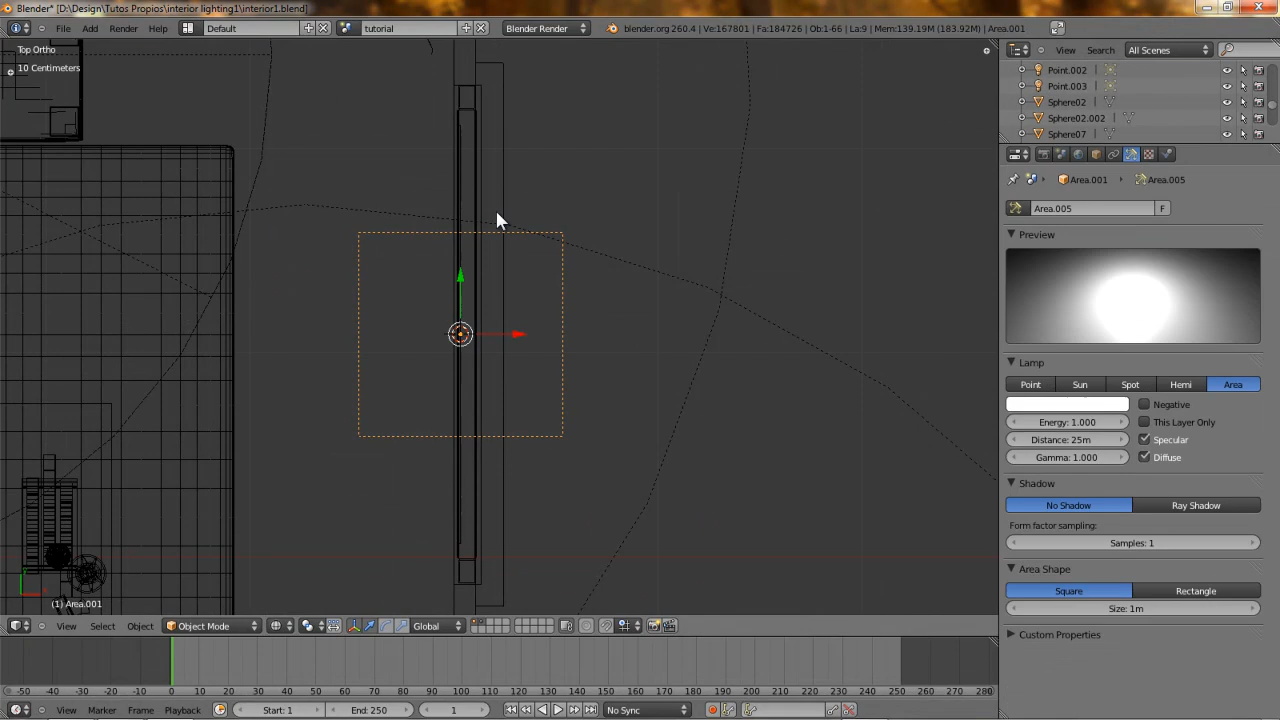 Blender* [D:\Design\Tutos Propios\interior lighting1\interior1.blend]
File Add Render Help Default tutorial Blender Render blender.org 260.4 | Ve:167801 | Fa:184726 | Ob:1-66 | La:9 | Mem:139.19M (183.92M) | Area.001
Top Ortho
10 Centimeters
View Search All Scenes
Point.002
Point.003
Sphere02
Sphere02.002
Sphere07
Area.001 Area.005
Area.005 F
Preview
Lamp
Point Sun Spot Hemi Area
Negative
Energy: 1.000 This Layer Only
Distance: 25m Specular
Gamma: 1.000 Diffuse
Shadow
No Shadow Ray Shadow
Form factor sampling:
Samples: 1
Area Shape
Square Rectangle
Size: 1m
Custom Properties
(1) Area.001
View Select Object Object Mode Global
-50 -40 -30 -20 -10 0 10 20 30 40 50 60 70 80 90 100 110 120 130 140 150 160 170 180 190 200 210 220 230 240 250 260 270 280
View Marker Frame Playback Start: 1 End: 250 1 No Sync